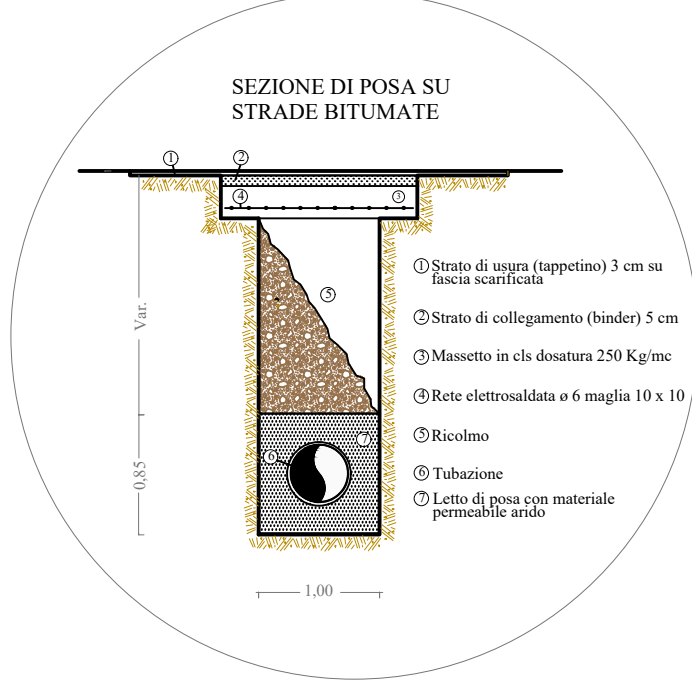 SEZIONE DI POSA SU
STRADE BITUMATE
1
2
4
3
5
7
6
Var.
0,85
1,00
1 Strato di usura (tappetino) 3 cm su
fascia scarificata
2 Strato di collegamento (binder) 5 cm
3 Massetto in cls dosatura 250 Kg/mc
4 Rete elettrosaldata ø 6 maglia 10 x 10
5 Ricolmo
6 Tubazione
7 Letto di posa con materiale
permeabile arido